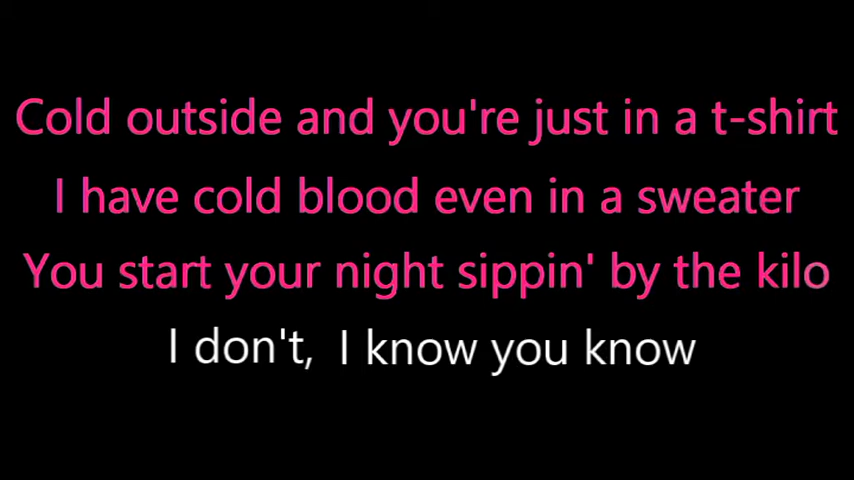 Cold outside and you're just in a t-shirt
I have cold blood even in a sweater
You start your night sippin' by the kilo
I don't, I know you know